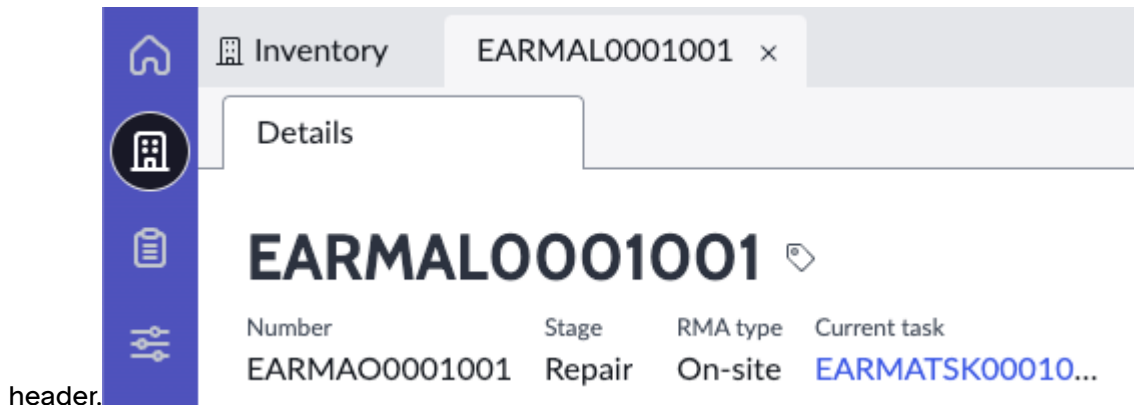 Inventory EARMAL0001001 ×
Details
EARMAL0001001
Number Stage RMA type Current task
EARMAO0001001 Repair On-site EARMATSK00010...
header.